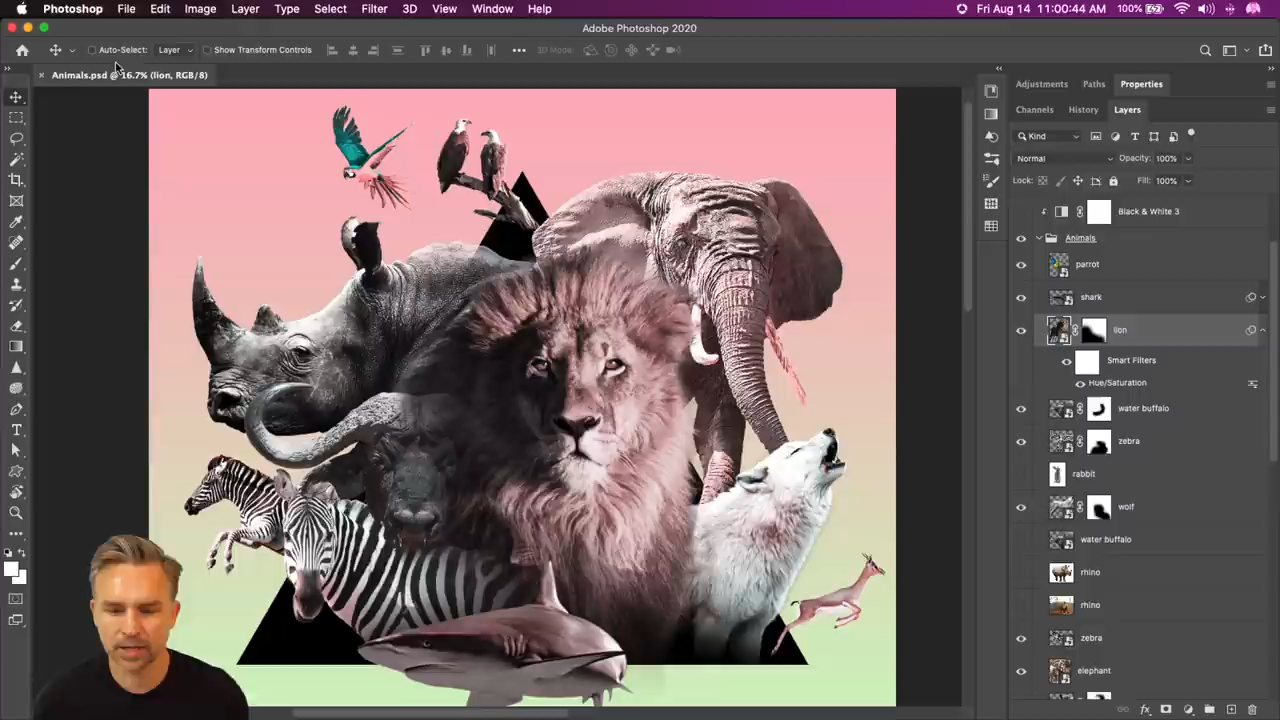 Photoshop File Edit Image Layer Type Select Filter 3D View Window Help 100% Fri Aug 14 11:00:44
Adobe Photoshop 2020
Auto-Select: Layer Show Transform Controls 3D Mode:
Animals.psd @ 16.7% (lion, RGB/8)
Adjustments Paths Properties
Channels History Layers
Kind
Normal Opacity: 100%
Lock: Fill: 100%
Black & White 3
Animals
parrot
shark
lion
Smart Filters
Hue/Saturation
water buffalo
zebra
rabbit
wolf
water buffalo
rhino
rhino
zebra
elephant